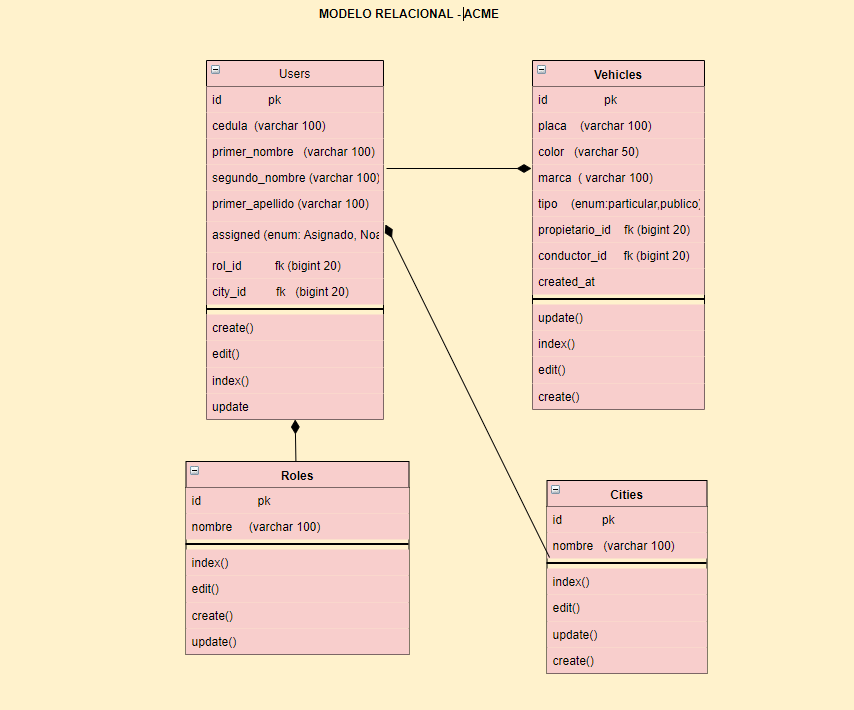 MODELO RELACIONAL - ACME
Users
id pk
cedula (varchar 100)
primer_nombre (varchar 100)
segundo_nombre (varchar 100)
primer_apellido (varchar 100)
assigned (enum: Asignado, Noa
rol_id fk (bigint 20)
city_id fk (bigint 20)
create()
edit()
index()
update
Vehicles
id pk
placa (varchar 100)
color (varchar 50)
marca ( varchar 100)
tipo (enum:particular,publico)
propietario_id fk (bigint 20)
conductor_id fk (bigint 20)
created_at
update()
index()
edit()
create()
Roles
id pk
nombre (varchar 100)
index()
edit()
create()
update()
Cities
id pk
nombre (varchar 100)
index()
edit()
update()
create()